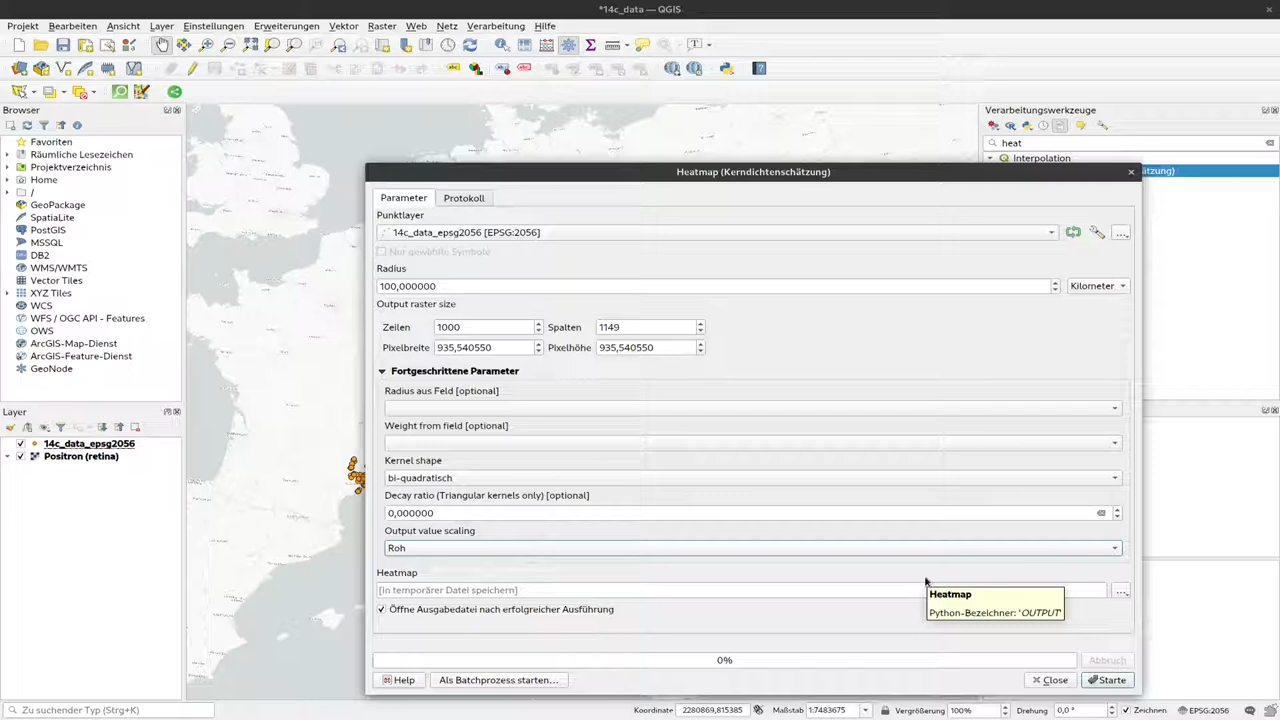 *14c_data — QGIS
Projekt Bearbeiten Ansicht Layer Einstellungen Erweiterungen Vektor Raster Web Netz Verarbeitung Hilfe
Browser
Favoriten
Räumliche Lesezeichen
Projektverzeichnis
Home
/
GeoPackage
SpatiaLite
PostGIS
MSSQL
DB2
WMS/WMTS
Vector Tiles
XYZ Tiles
WCS
WFS / OGC API - Features
OWS
ArcGIS-Map-Dienst
ArcGIS-Feature-Dienst
GeoNode
Layer
14c_data_epsg2056
Positron (retina)
Verarbeitungswerkzeuge
heat
Interpolation
ätzung)
Heatmap (Kerndichtenschätzung)
Parameter Protokoll
Punktlayer
14c_data_epsg2056 [EPSG:2056]
Nur gewählte Symbole
Radius
100,000000 Kilometer
Output raster size
Zeilen 1000 Spalten 1149
Pixelbreite 935,540550 Pixelhöhe 935,540550
Fortgeschrittene Parameter
Radius aus Feld [optional]
Weight from field [optional]
Kernel shape
bi-quadratisch
Decay ratio (Triangular kernels only) [optional]
0,000000
Output value scaling
Roh
Heatmap
[In temporärer Datei speichern]
Öffne Ausgabedatei nach erfolgreicher Ausführung
Heatmap
Python-Bezeichner: 'OUTPUT'
0% Abbruch
Help Als Batchprozess starten... Close Starte
Zu suchender Typ (Strg+K) Koordinate 2280869,815385 Maßstab 1:7483675 Vergrößerung 100% Drehung 0,0 ° Zeichnen EPSG:2056